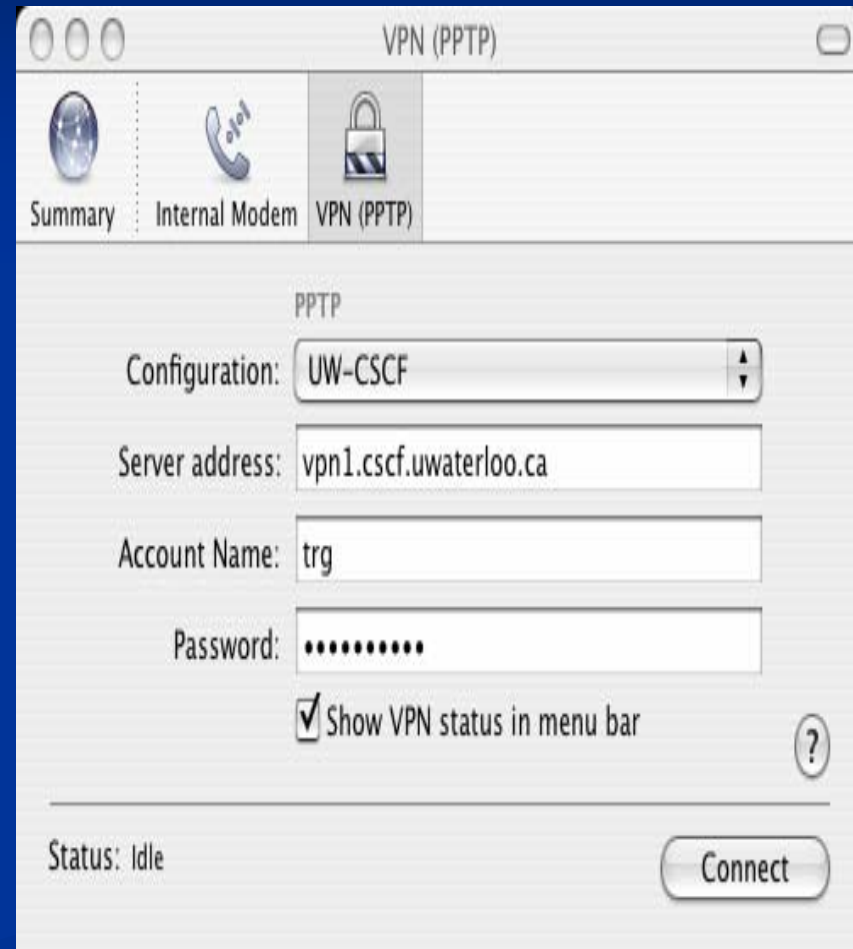 VPN (PPTP)
Summary Internal Modem VPN (PPTP)
PPTP
Configuration: UW-CSCF
Server address: vpn1.cscf.uwaterloo.ca
Account Name: trg
Password: ••••••••••
Show VPN status in menu bar
?
Status: Idle Connect